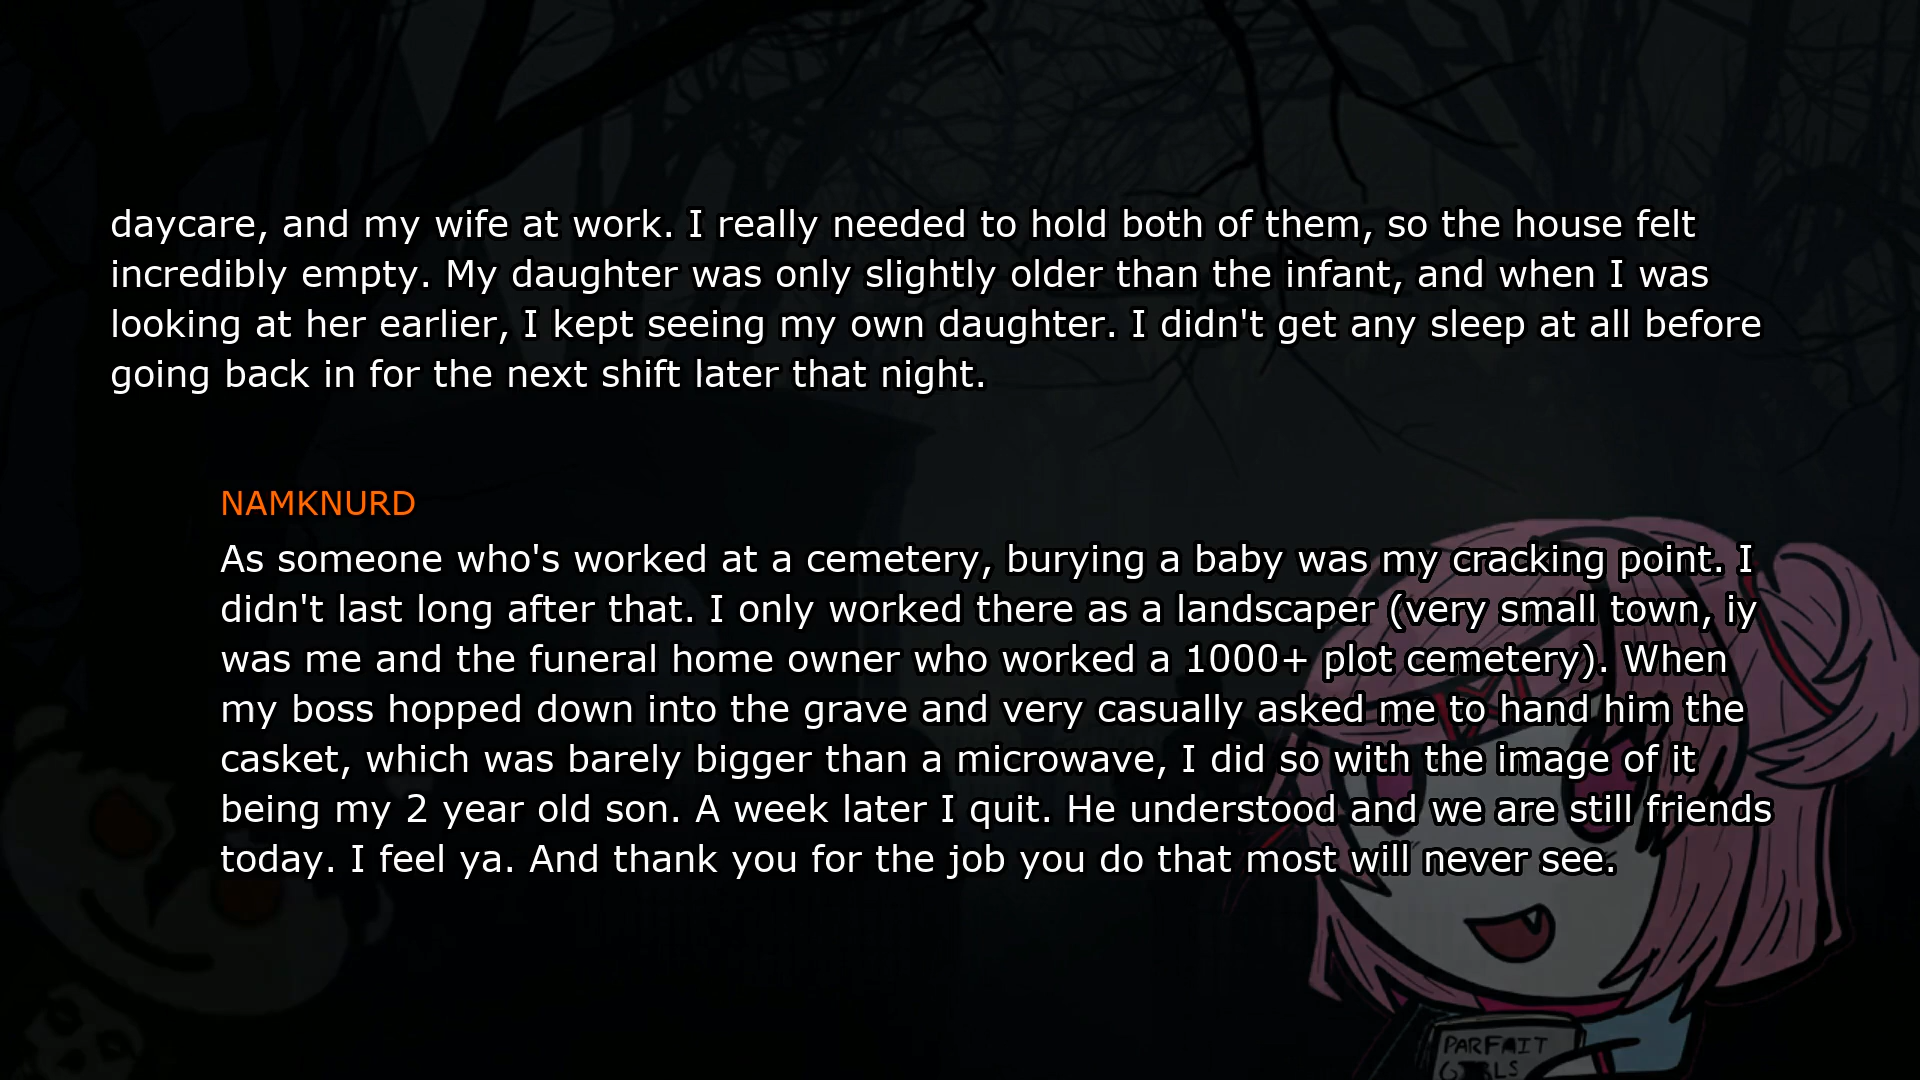 daycare, and my wife at work. I really needed to hold both of them, so the house felt
incredibly empty. My daughter was only slightly older than the infant, and when I was
looking at her earlier, I kept seeing my own daughter. I didn't get any sleep at all before
going back in for the next shift later that night.
NAMKNURD
As someone who's worked at a cemetery, burying a baby was my cracking point. I
didn't last long after that. I only worked there as a landscaper (very small town, iy
was me and the funeral home owner who worked a 1000+ plot cemetery). When
my boss hopped down into the grave and very casually asked me to hand him the
casket, which was barely bigger than a microwave, I did so with the image of it
being my 2 year old son. A week later I quit. He understood and we are still friends
today. I feel ya. And thank you for the job you do that most will never see.
PARFAIT
GIRLS